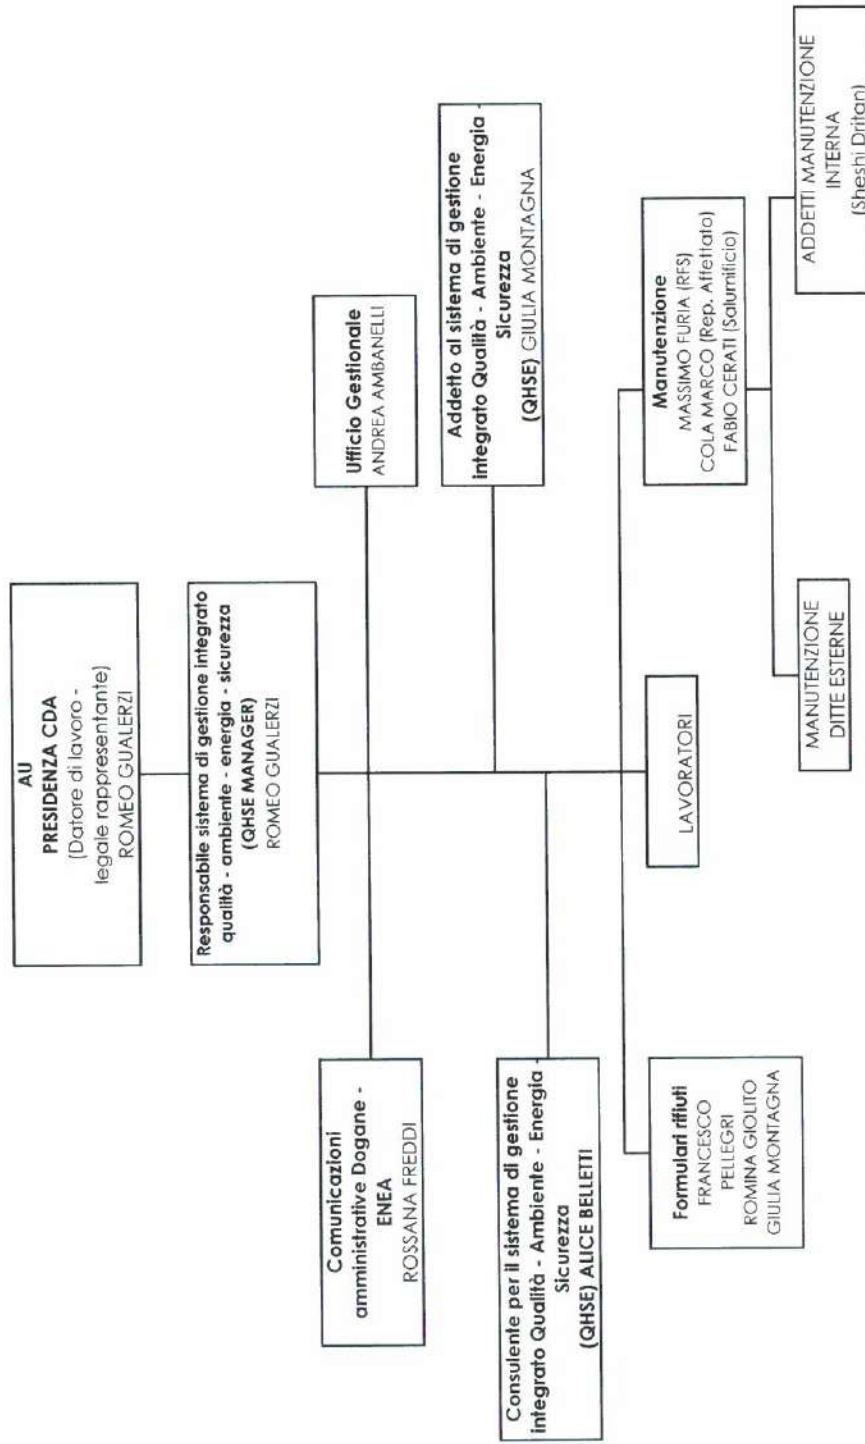 AU
PRESIDENZA CDA
(Datore di lavoro -
legale rappresentante)
ROMEO GUALERZI
Responsabile sistema di gestione integrato
qualità - ambiente - energia - sicurezza
(QHSE MANAGER)
ROMEO GUALERZI
Comunicazioni
amministrative Dogane -
ENEA
ROSSANA FREDDI
Ufficio Gestionale
ANDREA AMBANELLI
Addetto al sistema di gestione
integrato Qualità - Ambiente - Energia -
Sicurezza
(QHSE) GIULIA MONTAGNA
Consulente per il sistema di gestione
integrato Qualità - Ambiente - Energia -
Sicurezza
(QHSE) ALICE BELLETTI
Formulari rifiuti
FRANCESCO
PELLEGRI
ROMINA GIOLITO
GIULIA MONTAGNA
LAVORATORI
Manutenzione
MASSIMO FURIA (RFS)
COLA MARCO (Rep. Affettato)
FABIO CERATI (Salumificio)
MANUTENZIONE
DITTE ESTERNE
ADDETTI MANUTENZIONE
INTERNA
(Sheshi Dritan)